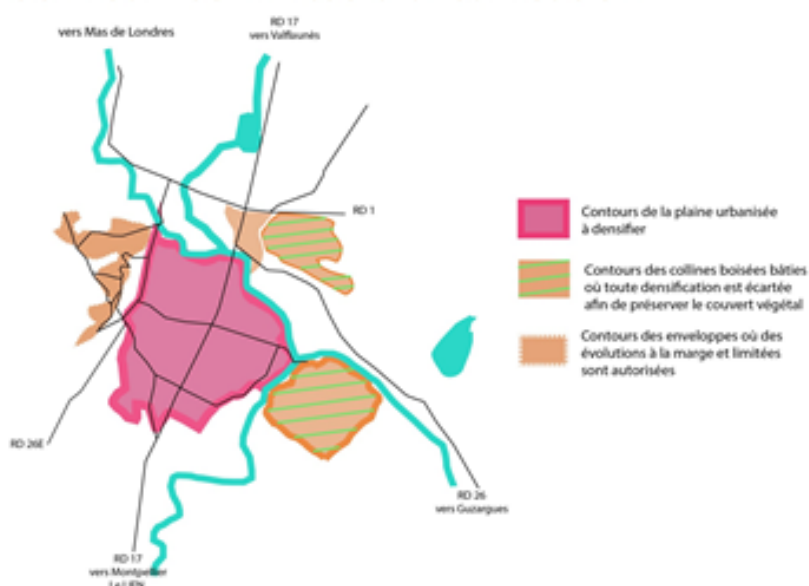 vers Mas de Londres
RD 17
vers Valflaunès
RD 1
Contours de la plaine urbanisée
à densifier
Contours des collines boisées bâties
où toute densification est écartée
afin de préserver le couvert végétal
Contours des enveloppes où des
évolutions à la marge et limitées
sont autorisées
RD 26E
RD 26
vers Guzargues
RD 17
vers Montpellier
Le LIEN